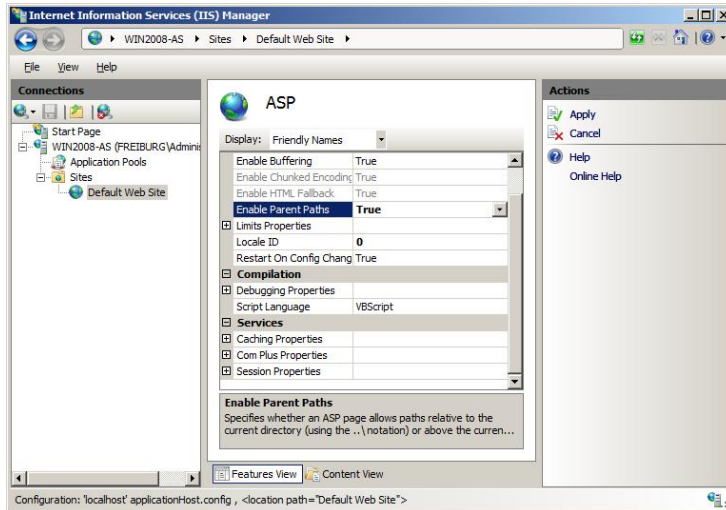 Internet Information Services (IIS) Manager
WIN2008-AS Sites Default Web Site
File View Help
Connections
Start Page
WIN2008-AS (FREIBURG\Adminis
Application Pools
Sites
Default Web Site
ASP
Display: Friendly Names
Enable Buffering True
Enable Chunked Encoding True
Enable HTML Fallback True
Enable Parent Paths True
Limits Properties
Locale ID 0
Restart On Config Chang True
Compilation
Debugging Properties
Script Language VBScript
Services
Caching Properties
Com Plus Properties
Session Properties
Enable Parent Paths
Specifies whether an ASP page allows paths relative to the
current directory (using the ..\ notation) or above the curren...
Features View Content View
Actions
Apply
Cancel
Help
Online Help
Configuration: 'localhost' applicationHost.config , <location path="Default Web Site">